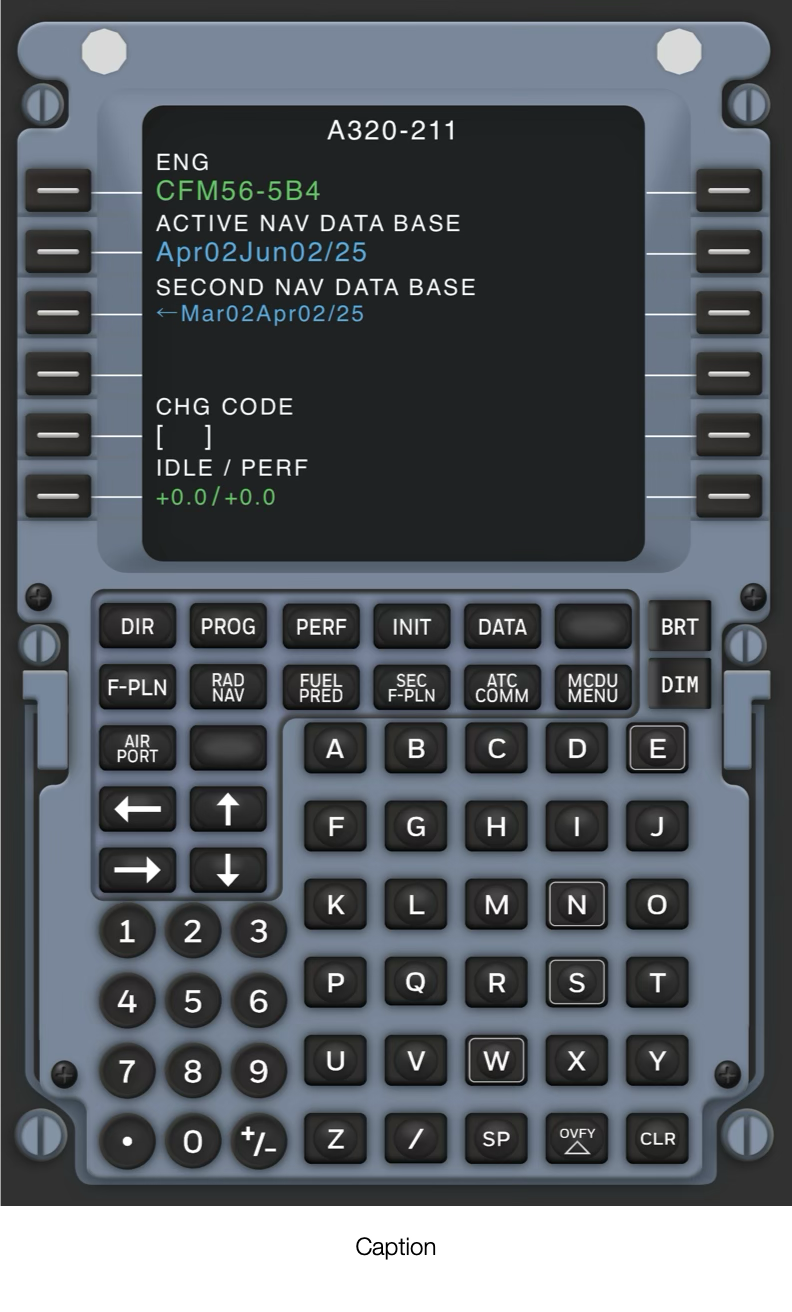 A320-211
ENG
CFM56-5B4
ACTIVE NAV DATA BASE
Apr02Jun02/25
SECOND NAV DATA BASE
←Mar02Apr02/25
CHG CODE
[ ]
IDLE / PERF
+0.0/+0.0
DIR PROG PERF INIT DATA BRT
F-PLN RAD NAV FUEL PRED SEC F-PLN ATC COMM MCDU MENU DIM
AIR PORT A B C D E
← ↑ F G H I J
→ ↓
1 2 3 K L M N O
4 5 6 P Q R S T
7 8 9 U V W X Y
. 0 +/- Z / SP OVFY △ CLR
Caption